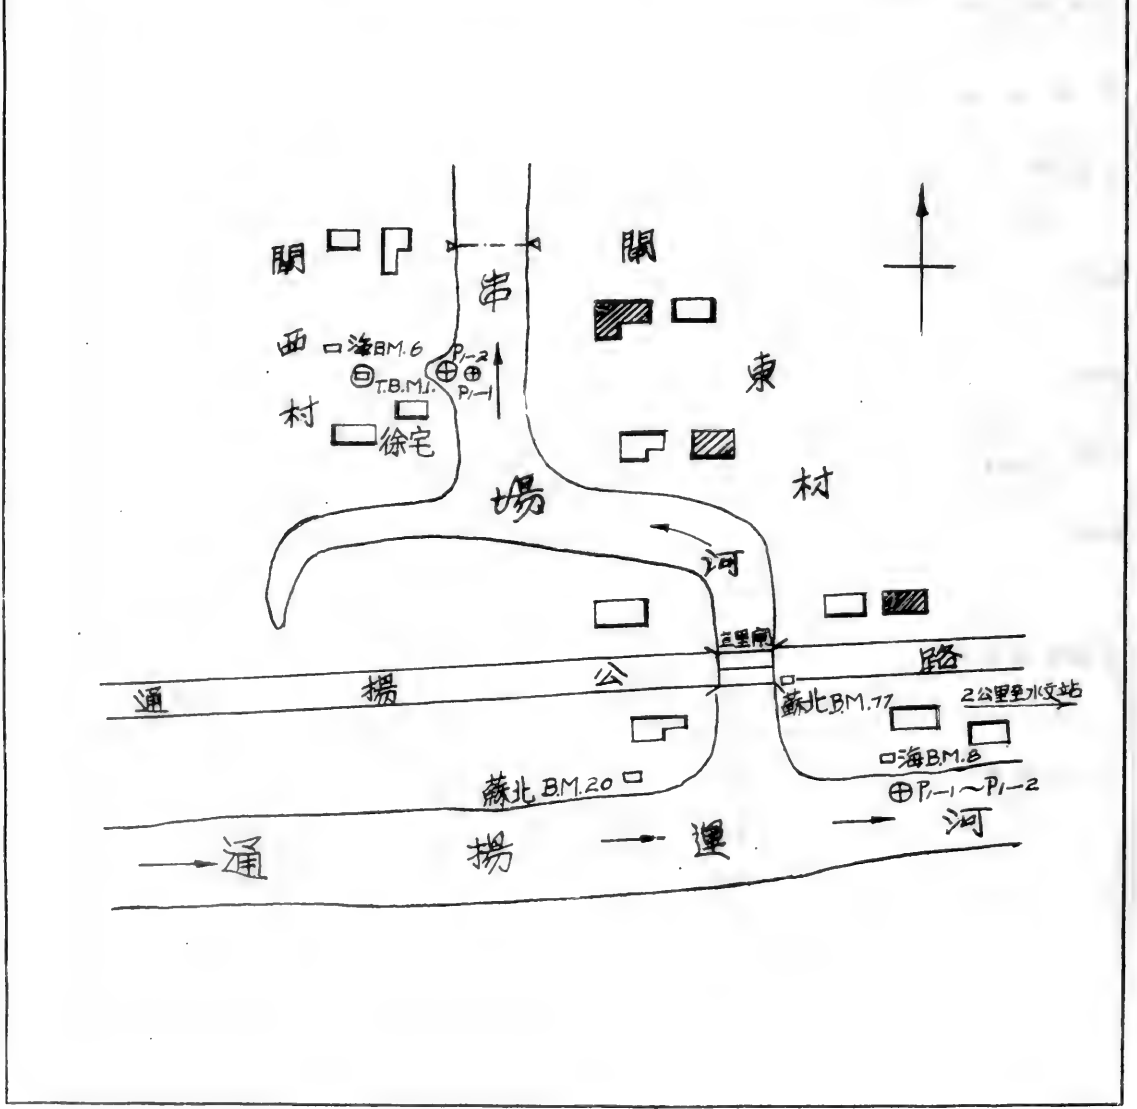 閘西村
閘東村
串場河
海B.M.6
T.B.M.1.
P1-2
P1-1
徐宅
三里閘
通揚公路
蘇北B.M.77
2公里至水文站
海B.M.8
P1-1～P1-2
蘇北 B.M.20
通揚運河